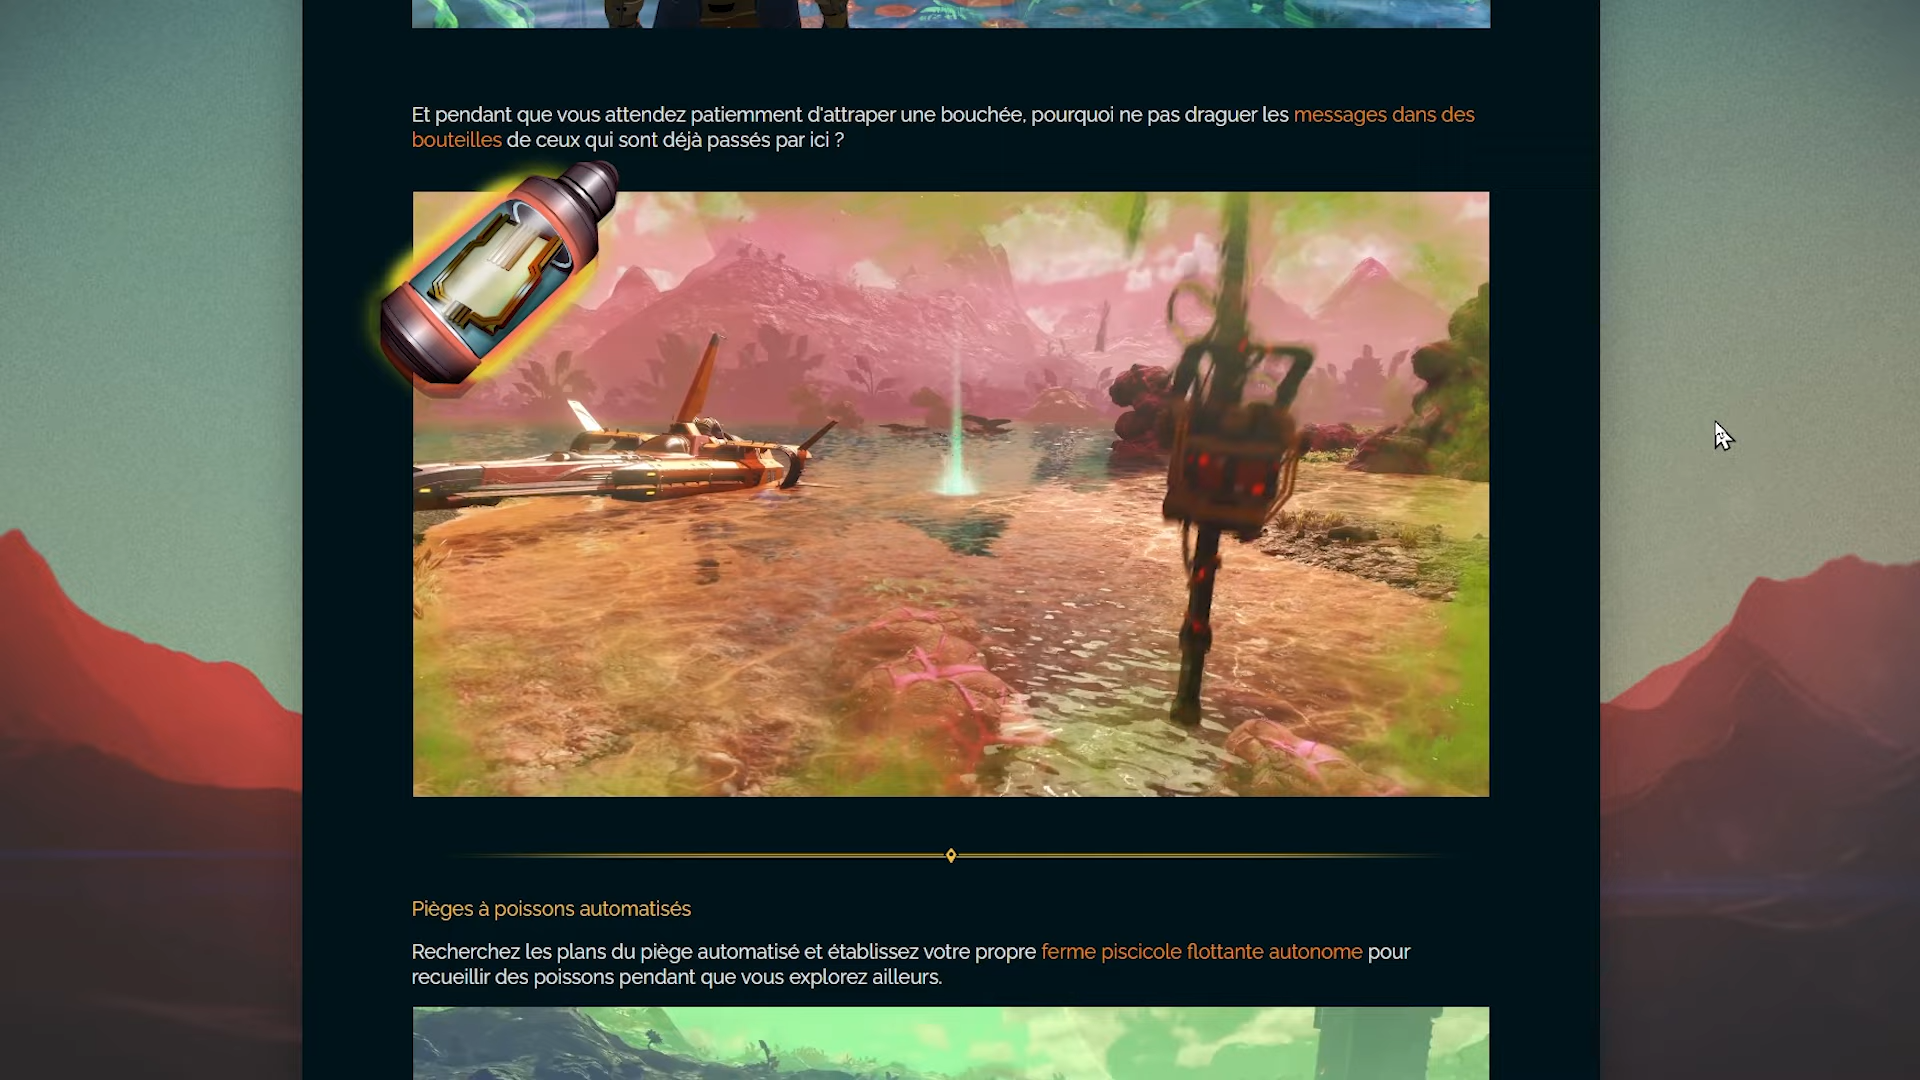 Et pendant que vous attendez patiemment d'attraper une bouchée, pourquoi ne pas draguer les messages dans des
bouteilles de ceux qui sont déjà passés par ici ?
Pièges à poissons automatisés
Recherchez les plans du piège automatisé et établissez votre propre ferme piscicole flottante autonome pour
recueillir des poissons pendant que vous explorez ailleurs.